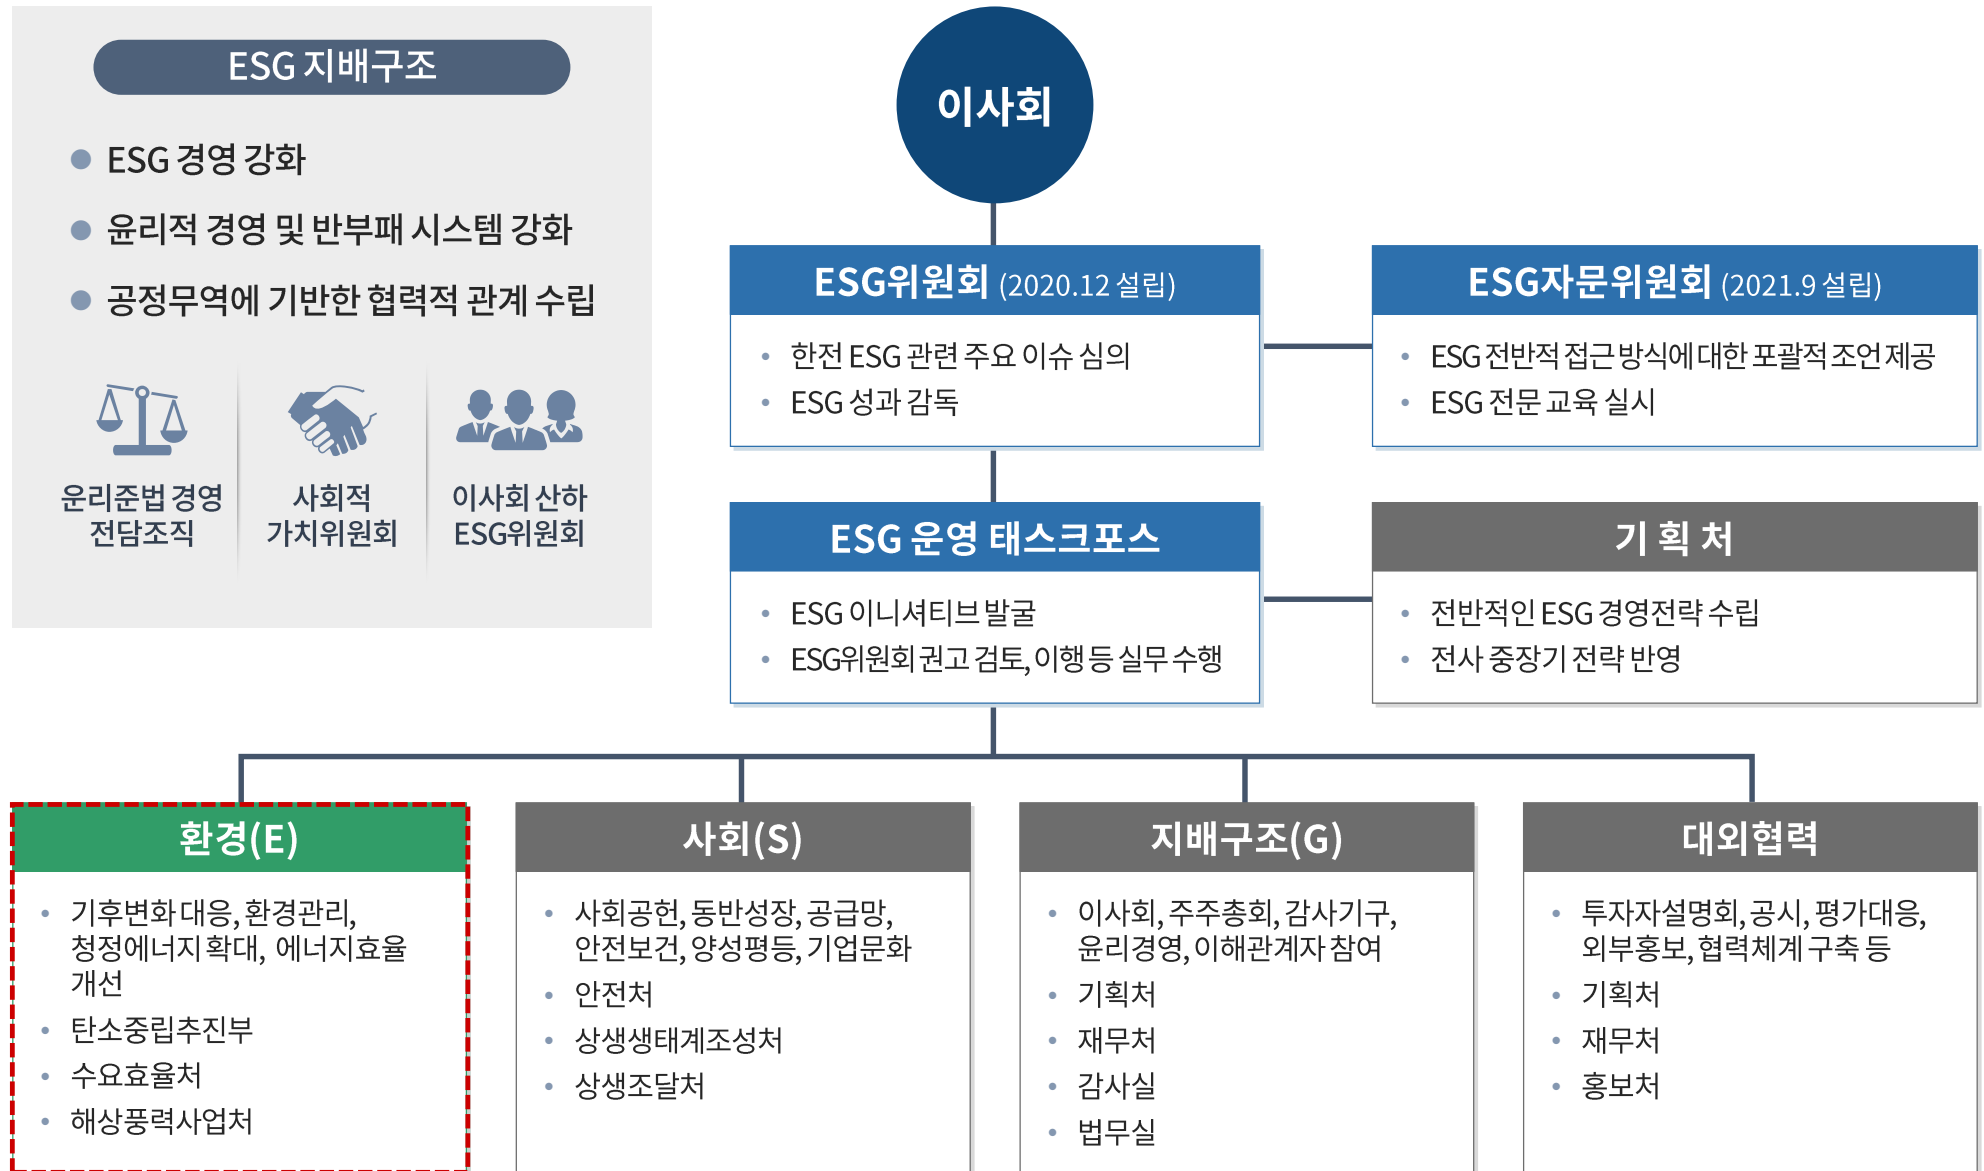 ESG 지배구조
ESG 경영 강화
윤리적 경영 및 반부패 시스템 강화
공정무역에 기반한 협력적 관계 수립
운리준법 경영
전담조직
사회적
가치위원회
이사회 산하
ESG위원회
이사회
ESG위원회 (2020.12 설립)
• 한전 ESG 관련 주요 이슈 심의
• ESG 성과 감독
ESG자문위원회 (2021.9 설립)
• ESG 전반적 접근 방식에 대한 포괄적 조언 제공
• ESG 전문 교육 실시
ESG 운영 태스크포스
• ESG 이니셔티브 발굴
• ESG위원회 권고 검토, 이행 등 실무 수행
기 획 처
• 전반적인 ESG 경영전략 수립
• 전사 중장기 전략 반영
환경(E)
• 기후변화 대응, 환경관리,
청정에너지 확대, 에너지효율
개선
• 탄소중립추진부
• 수요효율처
• 해상풍력사업처
사회(S)
• 사회공헌, 동반성장, 공급망,
안전보건, 양성평등, 기업문화
• 안전처
• 상생생태계조성처
• 상생조달처
지배구조(G)
• 이사회, 주주총회, 감사기구,
윤리경영, 이해관계자 참여
• 기획처
• 재무처
• 감사실
• 법무실
대외협력
• 투자자설명회, 공시, 평가대응,
외부홍보, 협력체계 구축 등
• 기획처
• 재무처
• 홍보처